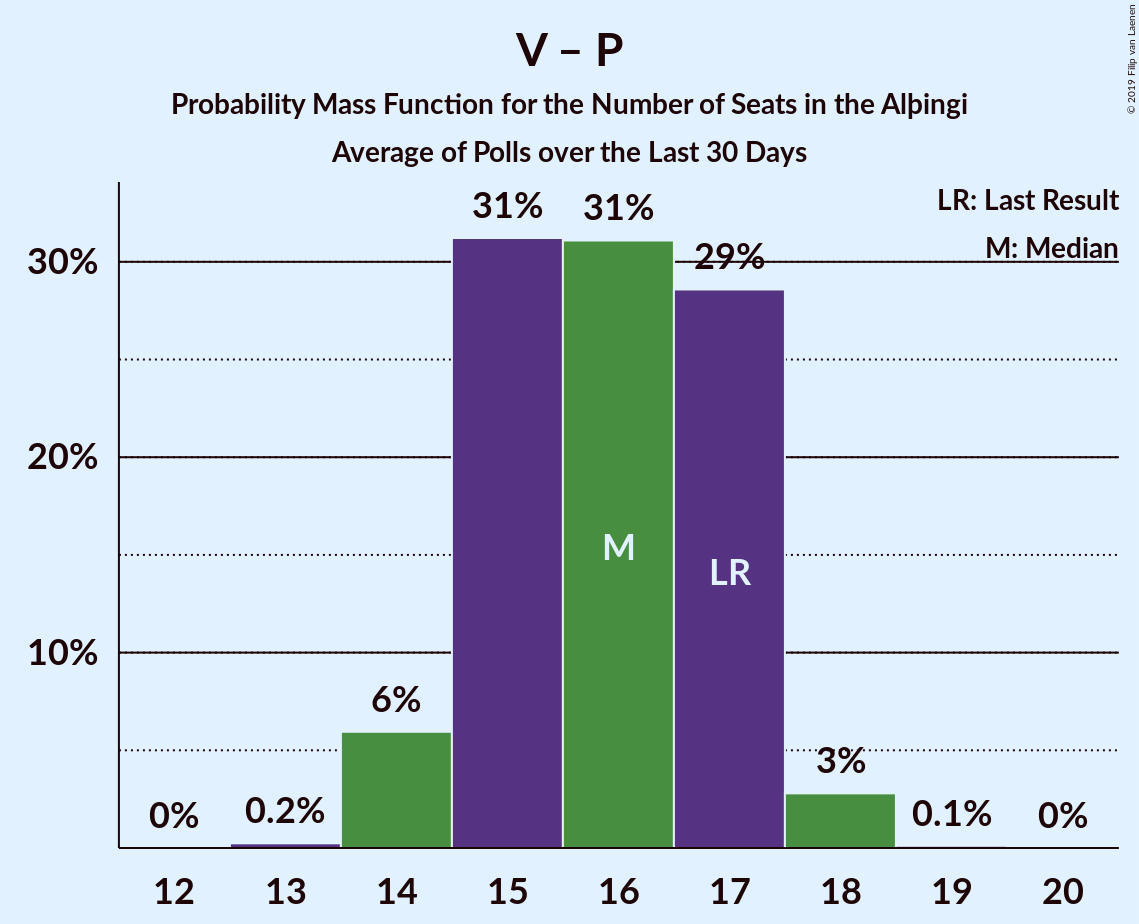 V – P
Probability Mass Function for the Number of Seats in the Alþingi
Average of Polls over the Last 30 Days
© 2019 Filip van Laenen
LR: Last Result
M: Median
31%
31%
29%
30%
20%
10%
M
LR
6%
3%
0%
0.2%
0.1%
0%
12
13
14
15
16
17
18
19
20